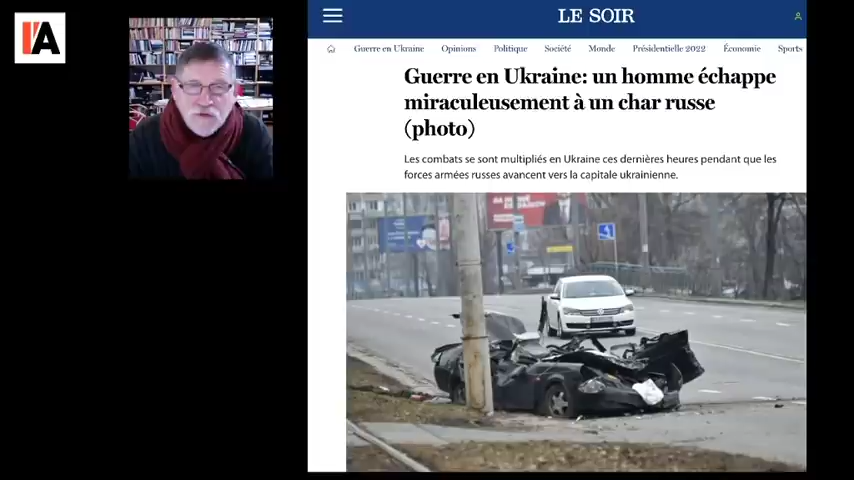 I'A
LE SOIR
Guerre en Ukraine Opinions Politique Société Monde Présidentielle 2022 Économie Sports
Guerre en Ukraine: un homme échappe
miraculeusement à un char russe
(photo)
Les combats se sont multipliés en Ukraine ces dernières heures pendant que les
forces armées russes avancent vers la capitale ukrainienne.